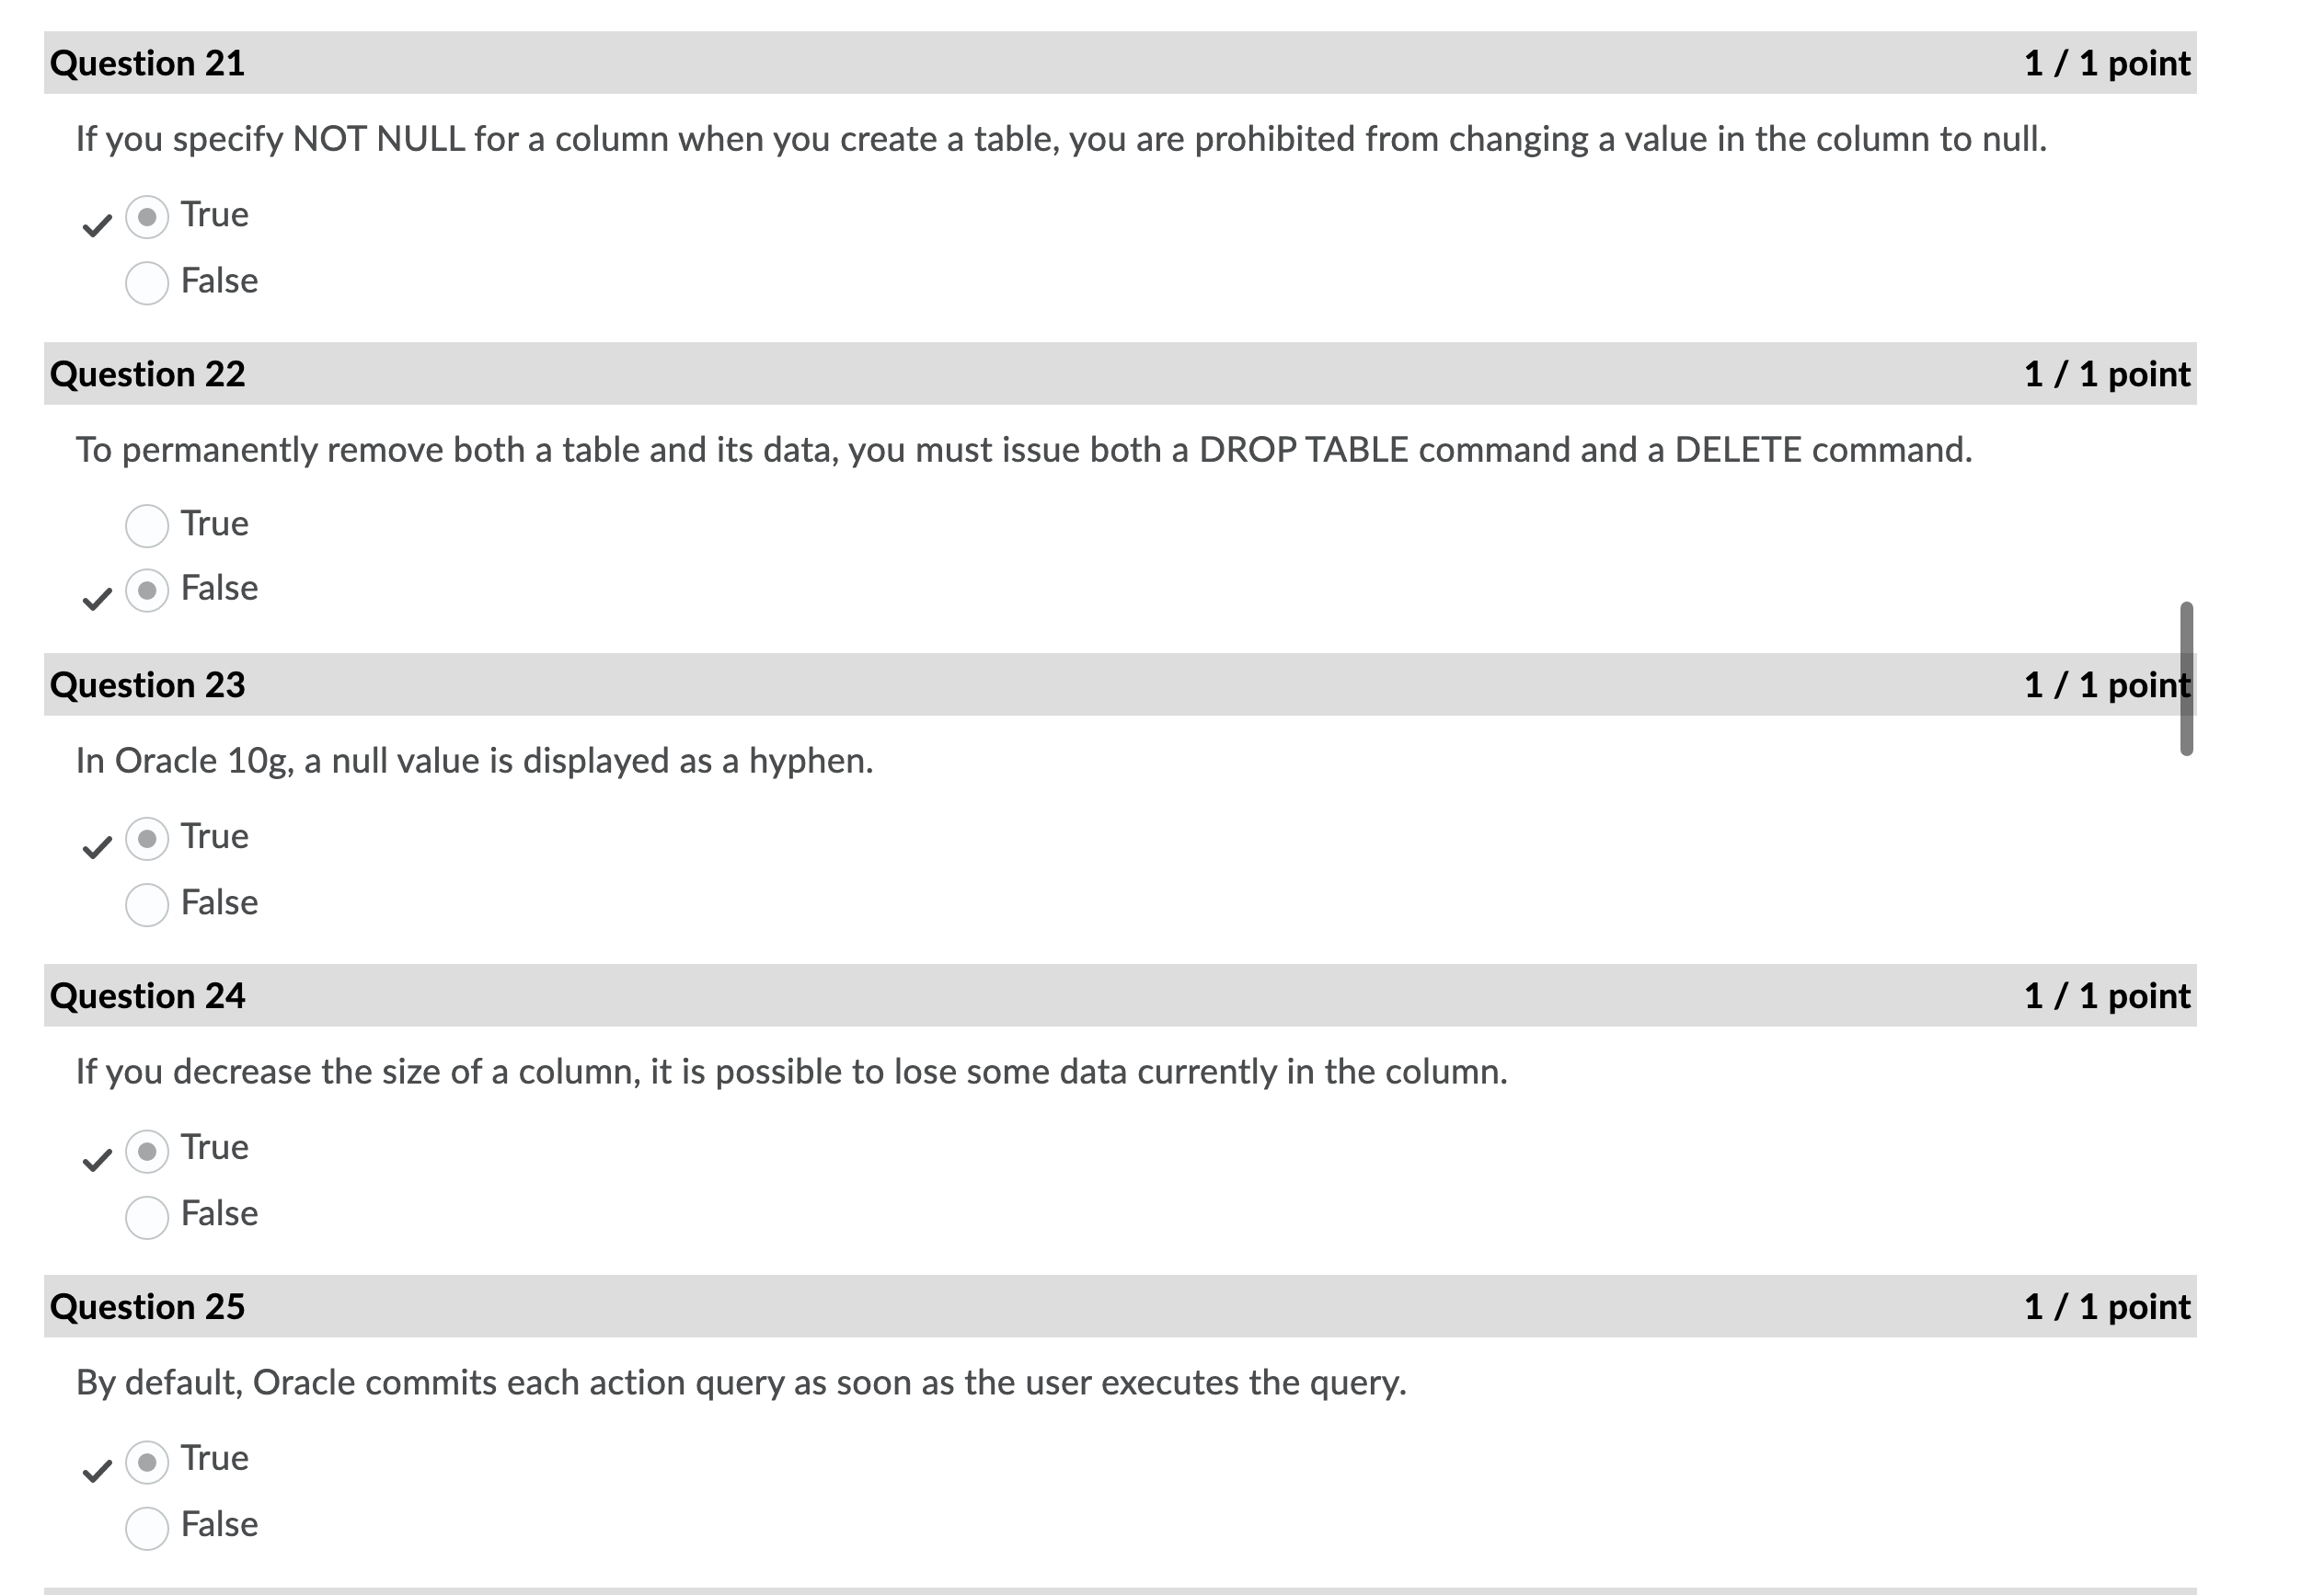 Question 21 1 / 1 point
If you specify NOT NULL for a column when you create a table, you are prohibited from changing a value in the column to null.
True
False
Question 22 1 / 1 point
To permanently remove both a table and its data, you must issue both a DROP TABLE command and a DELETE command.
True
False
Question 23 1 / 1 point
In Oracle 10g, a null value is displayed as a hyphen.
True
False
Question 24 1 / 1 point
If you decrease the size of a column, it is possible to lose some data currently in the column.
True
False
Question 25 1 / 1 point
By default, Oracle commits each action query as soon as the user executes the query.
True
False